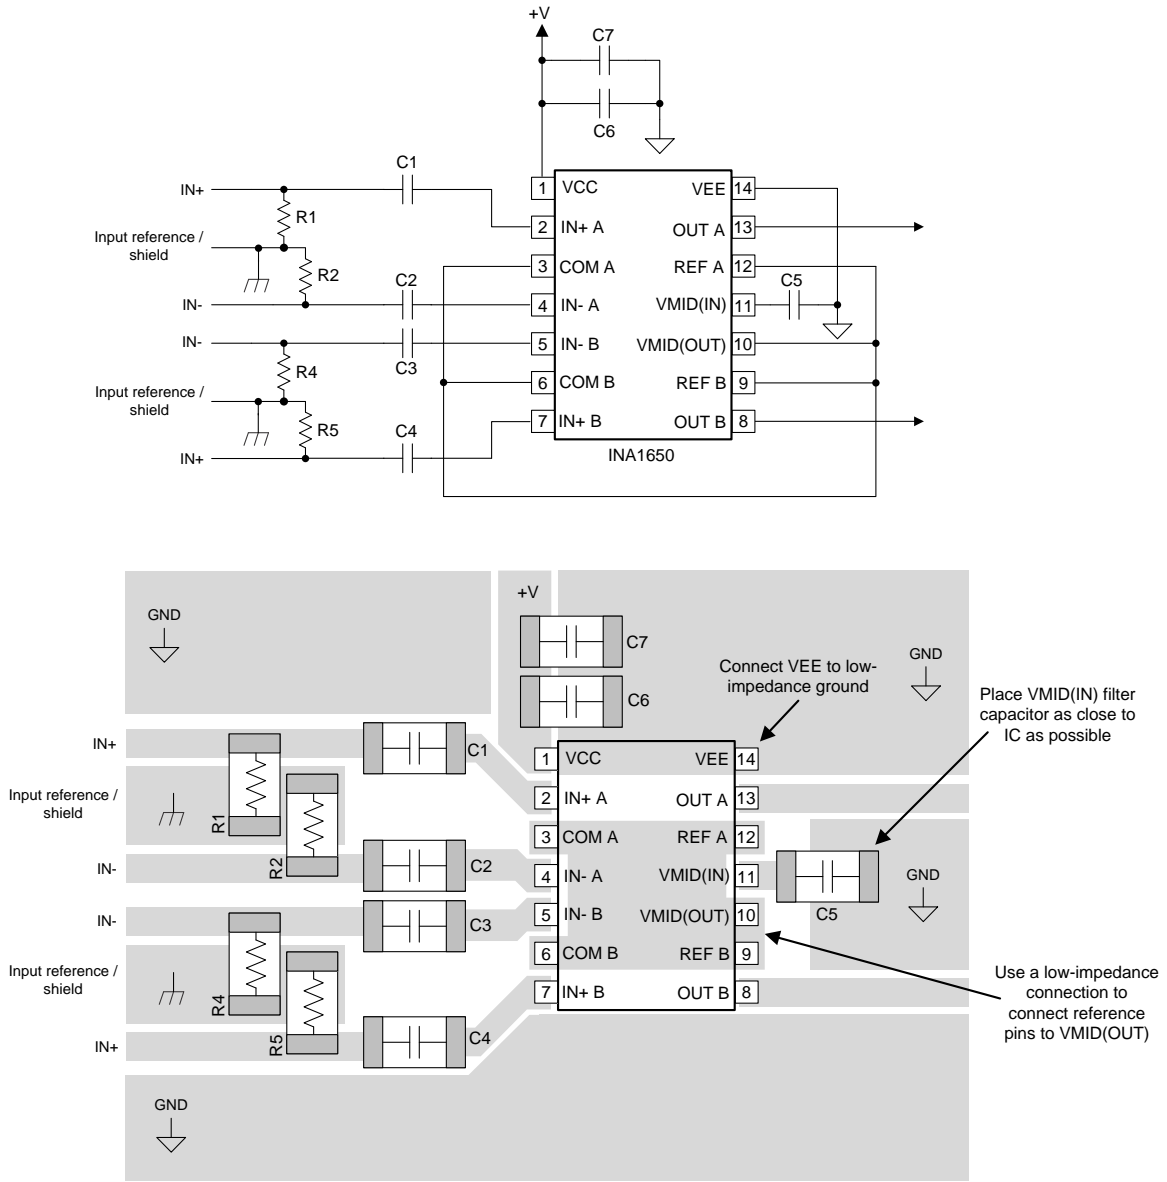 +V
C7
C6
C1
IN+
R1
Input reference /
shield
R2
C2
IN-
IN-
C3
R4
Input reference /
shield
R5
C4
IN+
1 VCC VEE 14
2 IN+ A OUT A 13
3 COM A REF A 12
4 IN- A VMID(IN) 11
C5
5 IN- B VMID(OUT) 10
6 COM B REF B 9
7 IN+ B OUT B 8
INA1650
GND
+V
C7
C6
Connect VEE to low-
impedance ground
GND
Place VMID(IN) filter
capacitor as close to
IC as possible
IN+
C1
Input reference /
shield
R1
R2
IN-
C2
IN-
C3
Input reference /
shield
R4
R5
IN+
C4
1 VCC VEE 14
2 IN+ A OUT A 13
3 COM A REF A 12
4 IN- A VMID(IN) 11
5 IN- B VMID(OUT) 10
6 COM B REF B 9
7 IN+ B OUT B 8
C5
GND
Use a low-impedance
connection to
connect reference
pins to VMID(OUT)
GND